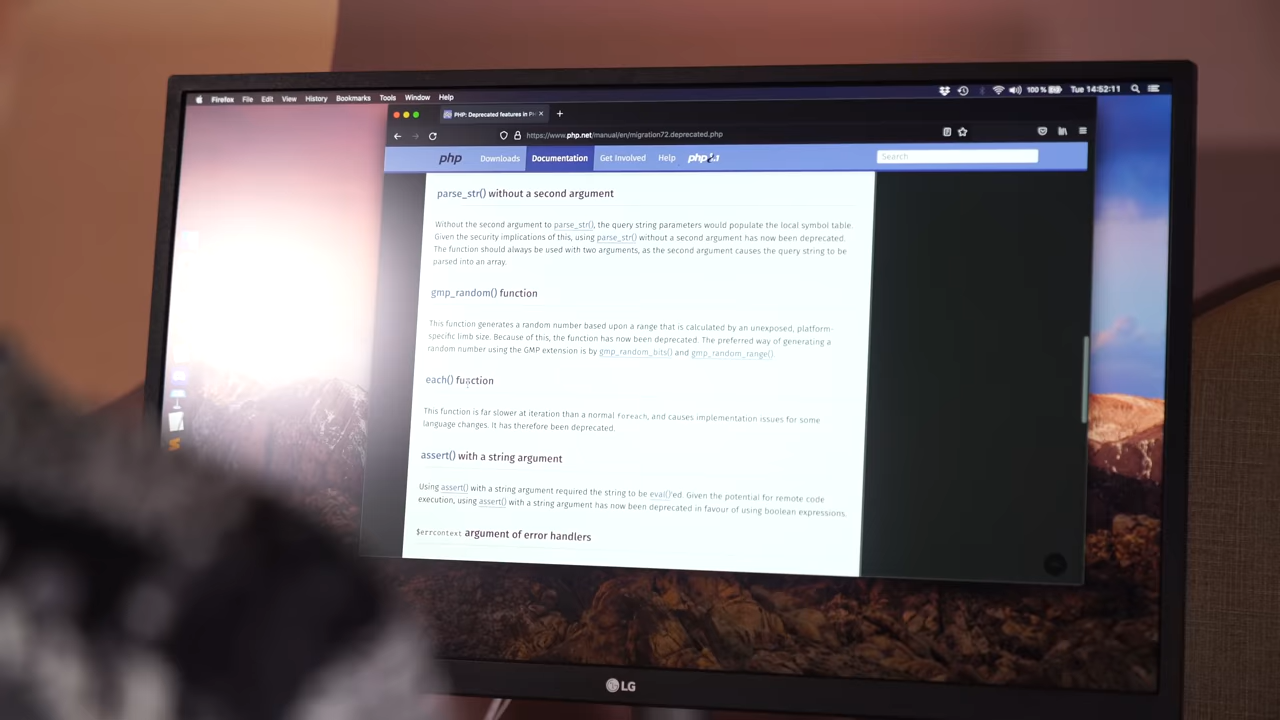 Firefox File Edit View History Bookmarks Tools Window Help 100 % Tue 14:52:11
PHP: Deprecated features in
https://www.php.net/manual/en/migration72.deprecated.php
php Downloads Documentation Get Involved Help php Search
parse_str() without a second argument
Without the second argument to parse_str(), the query string parameters would populate the local symbol table.
Given the security implications of this, using parse_str() without a second argument has now been deprecated.
The function should always be used with two arguments, as the second argument causes the query string to be
parsed into an array.
gmp_random() function
This function generates a random number based upon a range that is calculated by an unexposed, platform-
specific limb size. Because of this, the function has now been deprecated. The preferred way of generating a
random number using the GMP extension is by gmp_random_bits() and gmp_random_range().
each() function
This function is far slower at iteration than a normal foreach, and causes implementation issues for some
language changes. It has therefore been deprecated.
assert() with a string argument
Using assert() with a string argument required the string to be eval()'ed. Given the potential for remote code
execution, using assert() with a string argument has now been deprecated in favour of using boolean expressions.
$errcontext argument of error handlers
LG